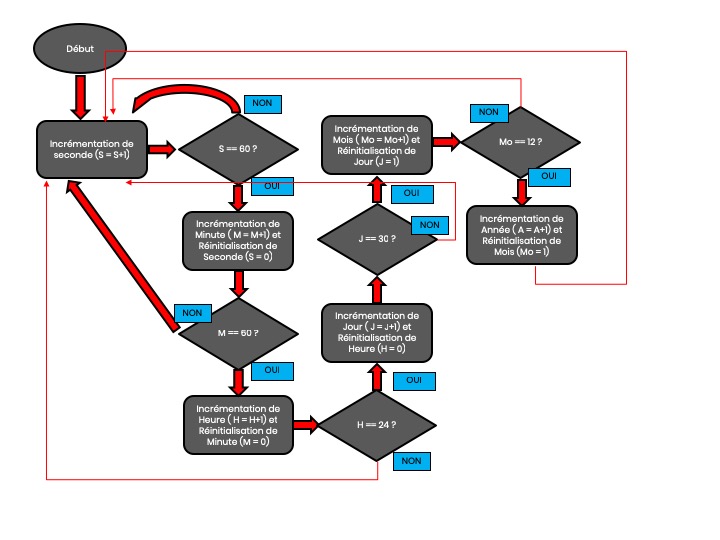 Début
Incrémentation de
seconde (S = S+1)
NON
S == 60 ?
OUI
Incrémentation de
Minute ( M = M+1) et
Réinitialisation de
Seconde (S = 0)
NON
M == 60 ?
OUI
Incrémentation de
Heure ( H = H+1) et
Réinitialisation de
Minute (M = 0)
H == 24 ?
NON
OUI
Incrémentation de
Jour ( J = J+1) et
Réinitialisation de
Heure (H = 0)
J == 30 ?
NON
OUI
Incrémentation de
Mois ( Mo = Mo+1) et
Réinitialisation de
Jour (J = 1)
NON
Mo == 12 ?
OUI
Incrémentation de
Année ( A = A+1) et
Réinitialisation de
Mois (Mo = 1)